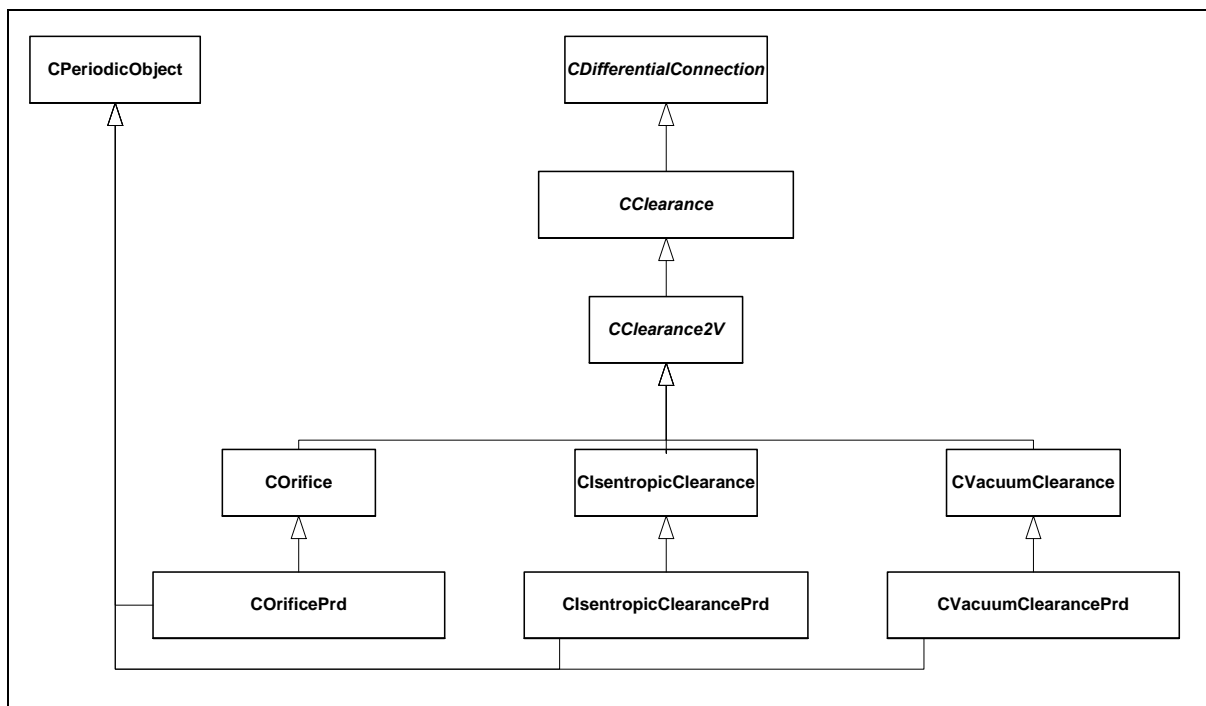 CPeriodicObject
CDifferentialConnection
CClearance
CClearance2V
COrifice
CIsentropicClearance
CVacuumClearance
COrificePrd
CIsentropicClearancePrd
CVacuumClearancePrd